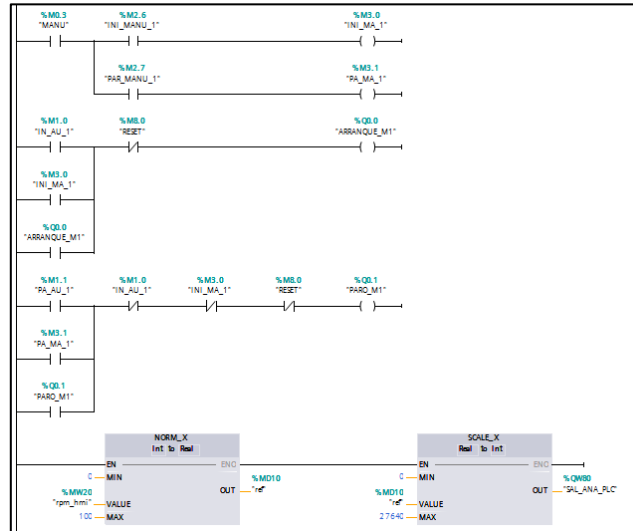 %M0.3 %M2.6 %M3.0
"MANU" "INI_MANU_1" "INI_MA_1"
%M2.7 %M3.1
"PAR_MANU_1" "PA_MA_1"
%M1.0 %M8.0 %Q0.0
"IN_AU_1" "RESET" "ARRANQUE_M1"
%M3.0
"INI_MA_1"
%Q0.0
"ARRANQUE_M1"
%M1.1 %M1.0 %M3.0 %M8.0 %Q0.1
"PA_AU_1" "IN_AU_1" "INI_MA_1" "RESET" "PARO_M1"
%M3.1
"PA_MA_1"
%Q0.1
"PARO_M1"
NORM_X SCALE_X
Int to Real Real to Int
EN ENO EN ENO
0 MIN %MD10 0 MIN %QW80
OUT "ref" OUT "SAL_ANA_PLC"
%MW20 %MD10
"rpm_hmi" VALUE "ref" VALUE
100 MAX 27640 MAX